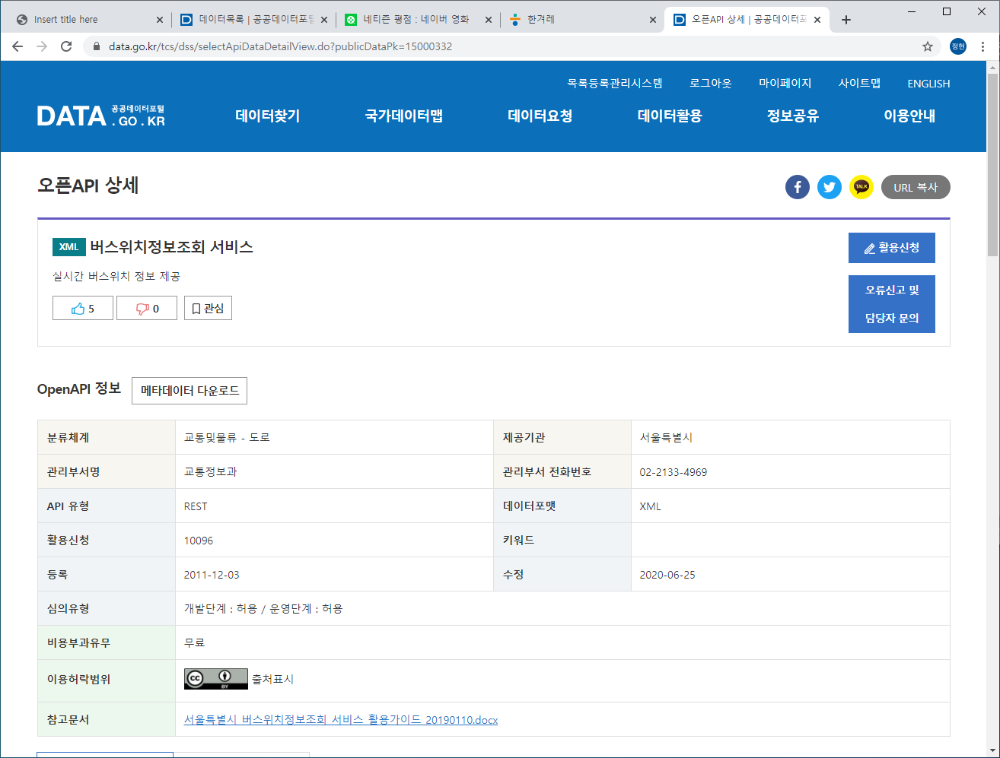 Insert title here
데이터목록 | 공공데이터포털
네티즌 평점 : 네이버 영화
한겨레
오픈API 상세 | 공공데이터포
data.go.kr/tcs/dss/selectApiDataDetailView.do?publicDataPk=15000332
정현
목록등록관리시스템 로그아웃 마이페이지 사이트맵 ENGLISH
DATA 공공데이터포털 . GO . KR
데이터찾기 국가데이터맵 데이터요청 데이터활용 정보공유 이용안내
오픈API 상세
TALK
URL 복사
XML 버스위치정보조회 서비스
활용신청
실시간 버스위치 정보 제공
오류신고 및
담당자 문의
5 0 관심
OpenAPI 정보 메타데이터 다운로드
분류체계 교통및물류 - 도로 제공기관 서울특별시
관리부서명 교통정보과 관리부서 전화번호 02-2133-4969
API 유형 REST 데이터포맷 XML
활용신청 10096 키워드
등록 2011-12-03 수정 2020-06-25
심의유형 개발단계 : 허용 / 운영단계 : 허용
비용부과유무 무료
이용허락범위 cc BY 출처표시
참고문서 서울특별시_버스위치정보조회_서비스_활용가이드_20190110.docx